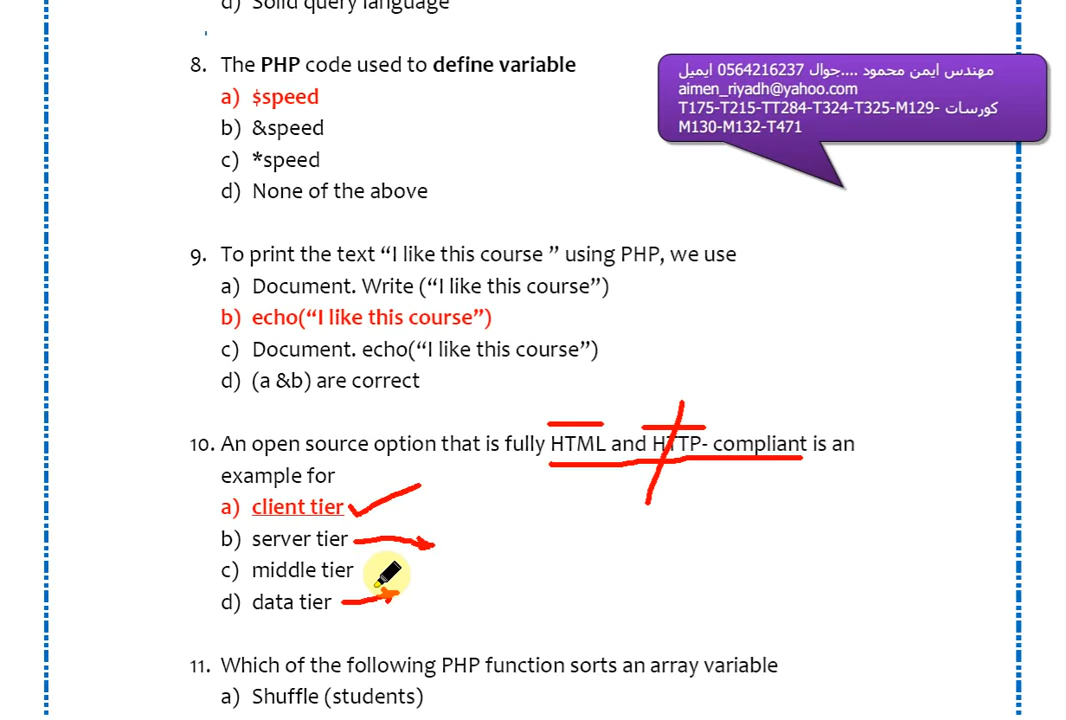 d) Solid query language
8. The PHP code used to define variable
a) $speed
b) &speed
c) *speed
d) None of the above
مهندس ايمن محمود ....جوال 0564216237 ايميل
aimen_riyadh@yahoo.com
كورسات T175-T215-TT284-T324-T325-M129-
M130-M132-T471
9. To print the text “I like this course ” using PHP, we use
a) Document. Write (“I like this course”)
b) echo(“I like this course”)
c) Document. echo(“I like this course”)
d) (a &b) are correct
10. An open source option that is fully HTML and HTTP- compliant is an
example for
a) client tier
b) server tier
c) middle tier
d) data tier
11. Which of the following PHP function sorts an array variable
a) Shuffle (students)